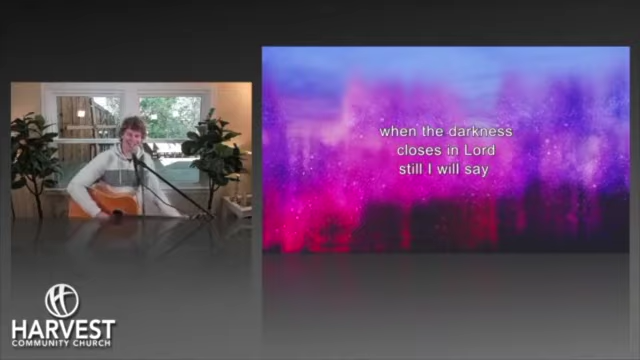 when the darkness
closes in Lord
still I will say
HARVEST
COMMUNITY CHURCH